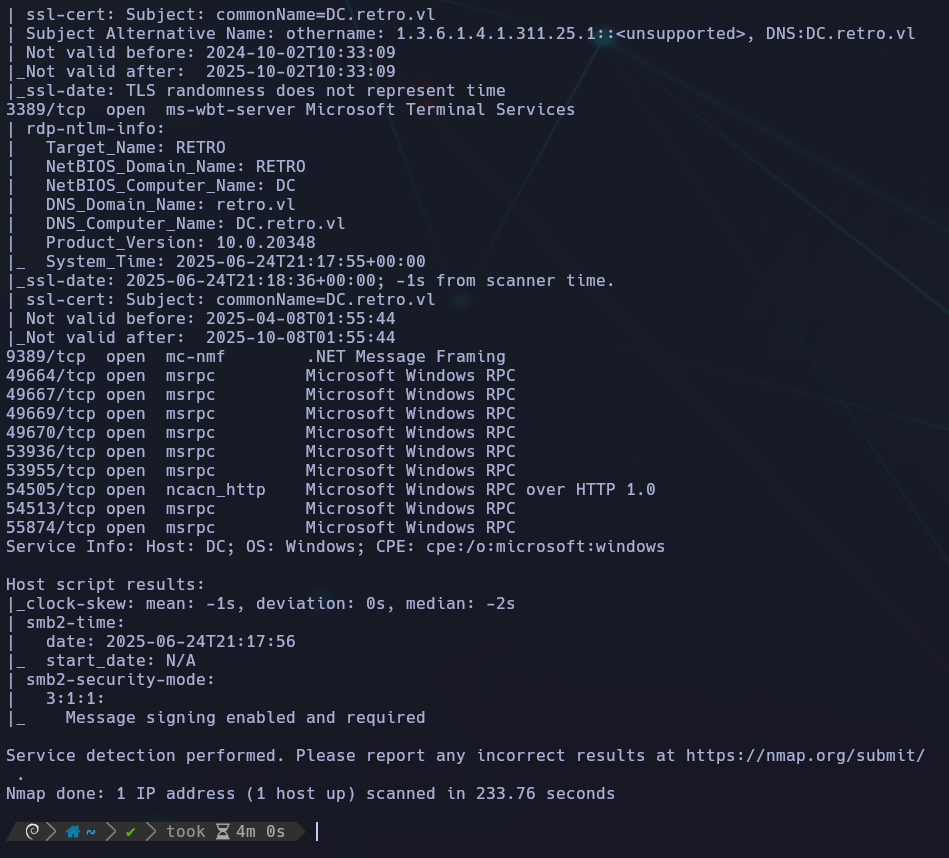 | ssl-cert: Subject: commonName=DC.retro.vl
| Subject Alternative Name: othername: 1.3.6.1.4.1.311.25.1::<unsupported>, DNS:DC.retro.vl
| Not valid before: 2024-10-02T10:33:09
|_Not valid after:  2025-10-02T10:33:09
|_ssl-date: TLS randomness does not represent time
3389/tcp  open  ms-wbt-server Microsoft Terminal Services
| rdp-ntlm-info:
|   Target_Name: RETRO
|   NetBIOS_Domain_Name: RETRO
|   NetBIOS_Computer_Name: DC
|   DNS_Domain_Name: retro.vl
|   DNS_Computer_Name: DC.retro.vl
|   Product_Version: 10.0.20348
|_  System_Time: 2025-06-24T21:17:55+00:00
|_ssl-date: 2025-06-24T21:18:36+00:00; -1s from scanner time.
| ssl-cert: Subject: commonName=DC.retro.vl
| Not valid before: 2025-04-08T01:55:44
|_Not valid after:  2025-10-08T01:55:44
9389/tcp  open  mc-nmf        .NET Message Framing
49664/tcp open  msrpc         Microsoft Windows RPC
49667/tcp open  msrpc         Microsoft Windows RPC
49669/tcp open  msrpc         Microsoft Windows RPC
49670/tcp open  msrpc         Microsoft Windows RPC
53936/tcp open  msrpc         Microsoft Windows RPC
53955/tcp open  msrpc         Microsoft Windows RPC
54505/tcp open  ncacn_http    Microsoft Windows RPC over HTTP 1.0
54513/tcp open  msrpc         Microsoft Windows RPC
55874/tcp open  msrpc         Microsoft Windows RPC
Service Info: Host: DC; OS: Windows; CPE: cpe:/o:microsoft:windows

Host script results:
|_clock-skew: mean: -1s, deviation: 0s, median: -2s
| smb2-time:
|   date: 2025-06-24T21:17:56
|_  start_date: N/A
| smb2-security-mode:
|   3:1:1:
|_    Message signing enabled and required

Service detection performed. Please report any incorrect results at https://nmap.org/submit/
 .
Nmap done: 1 IP address (1 host up) scanned in 233.76 seconds

~ ✔ took 4m 0s